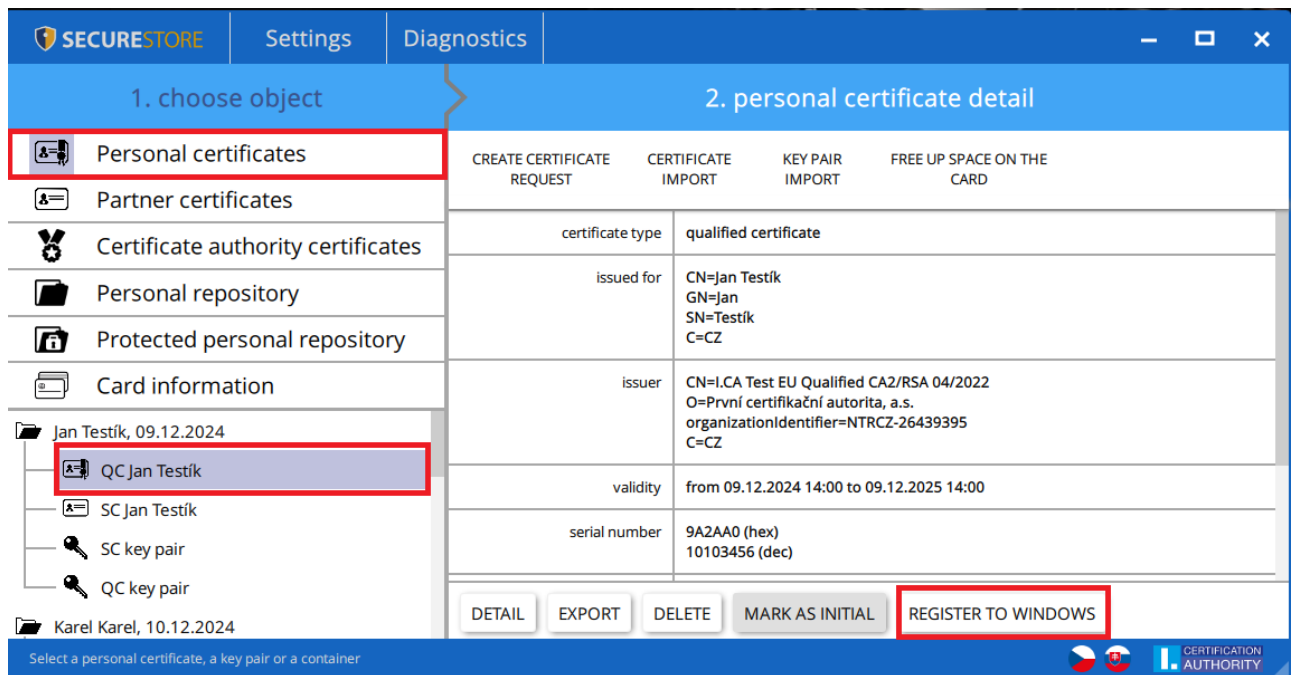 SECURESTORE
Settings
Diagnostics
1. choose object
2. personal certificate detail
Personal certificates
Partner certificates
Certificate authority certificates
Personal repository
Protected personal repository
Card information
Jan Testík, 09.12.2024
QC Jan Testík
SC Jan Testík
SC key pair
QC key pair
Karel Karel, 10.12.2024
CREATE CERTIFICATE
REQUEST
CERTIFICATE
IMPORT
KEY PAIR
IMPORT
FREE UP SPACE ON THE
CARD
certificate type
qualified certificate
issued for
CN=Jan Testík
GN=Jan
SN=Testík
C=CZ
issuer
CN=I.CA Test EU Qualified CA2/RSA 04/2022
O=První certifikační autorita, a.s.
organizationIdentifier=NTRCZ-26439395
C=CZ
validity
from 09.12.2024 14:00 to 09.12.2025 14:00
serial number
9A2AA0 (hex)
10103456 (dec)
DETAIL
EXPORT
DELETE
MARK AS INITIAL
REGISTER TO WINDOWS
Select a personal certificate, a key pair or a container
CERTIFICATION
AUTHORITY